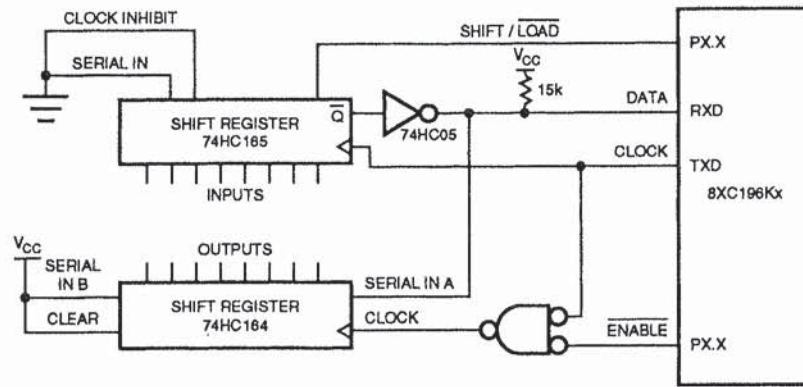 CLOCK INHIBIT
SERIAL IN
SHIFT / LOAD
PX.X
VCC
15k
DATA
RXD
Q
74HC05
SHIFT REGISTER
74HC165
CLOCK
TXD
INPUTS
8XC196Kx
VCC
OUTPUTS
SERIAL
IN B
SERIAL IN A
SHIFT REGISTER
74HC164
CLEAR
CLOCK
ENABLE
PX.X